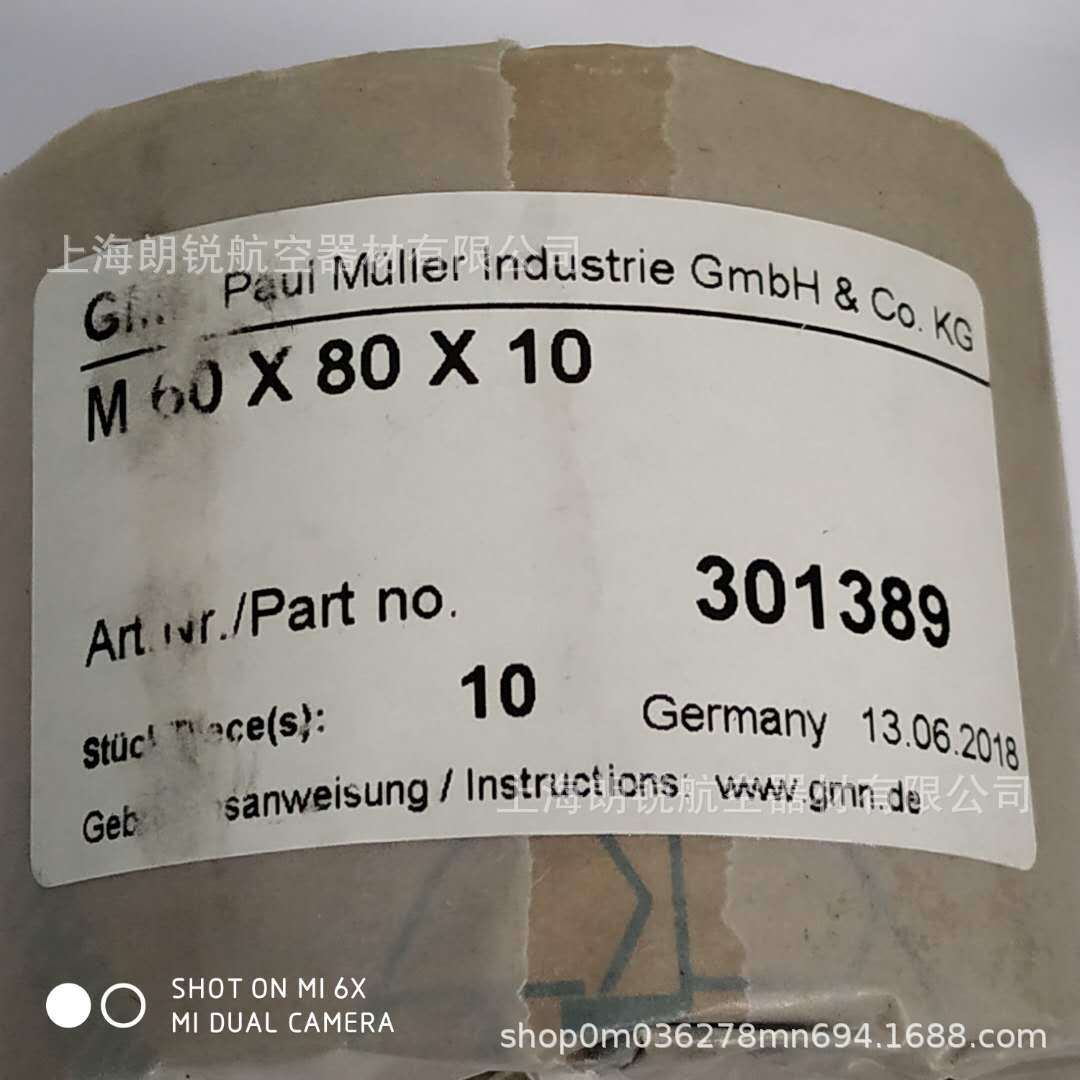 上海朗锐航空器材有限公司
Paul Müller Industrie GmbH & Co. KG
M 60 X 80 X 10
Art.Nr./Part no. 301389
10 Germany 13.06.2018
/ Instructions: www.gmn.de
上海朗锐航空器材有限公司
SHOT ON MI 6X
MI DUAL CAMERA
shop0m036278mn694.1688.com